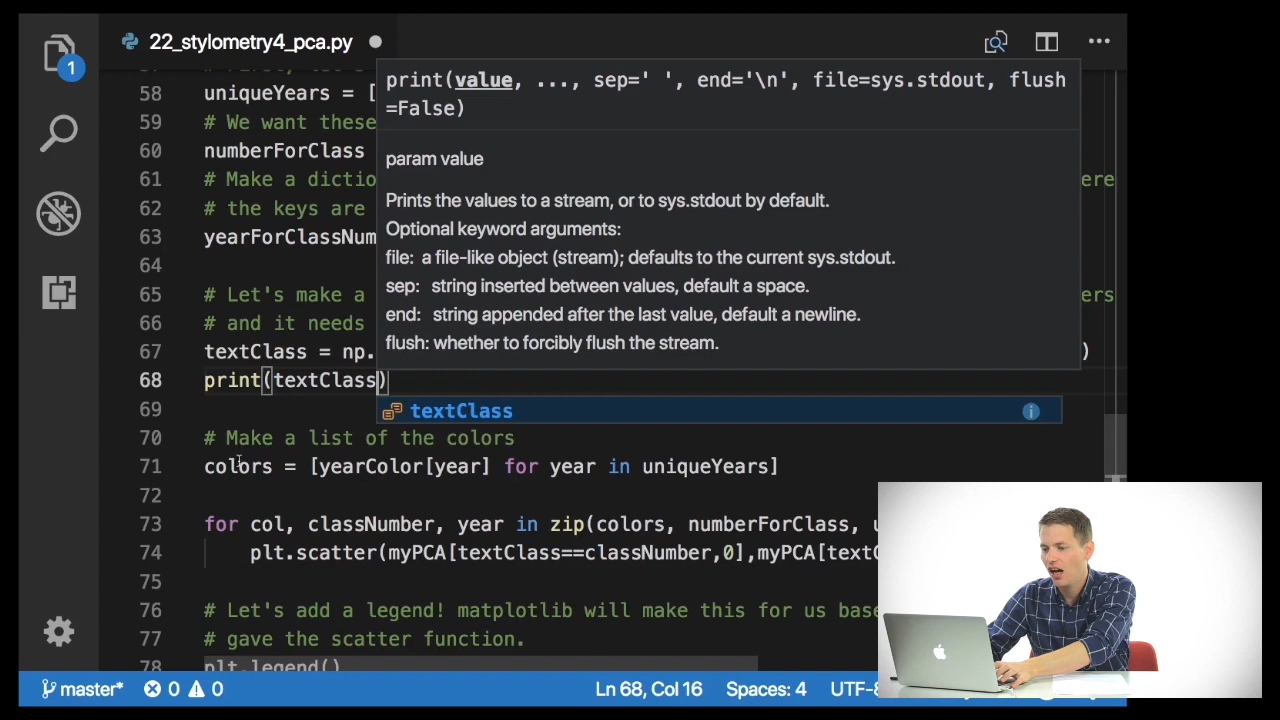 22_stylometry4_pca.py
1
58 uniqueYears = [
59 # We want these
60 numberForClass
61 # Make a dictio
62 # the keys are
63 yearForClassNum
64
65 # Let's make a
66 # and it needs
67 textClass = np. )
68 print(textClass)
print(value, ..., sep=' ', end='\n', file=sys.stdout, flush
=False)
param value
Prints the values to a stream, or to sys.stdout by default.
Optional keyword arguments:
file: a file-like object (stream); defaults to the current sys.stdout.
sep: string inserted between values, default a space.
end: string appended after the last value, default a newline.
flush: whether to forcibly flush the stream.
textClass
69
70 # Make a list of the colors
71 colors = [yearColor[year] for year in uniqueYears]
72
73 for col, classNumber, year in zip(colors, numberForClass, u
74 plt.scatter(myPCA[textClass==classNumber,0],myPCA[textC
75
76 # Let's add a legend! matplotlib will make this for us base
77 # gave the scatter function.
78 plt.legend()
master* 0 0 Ln 68, Col 16 Spaces: 4